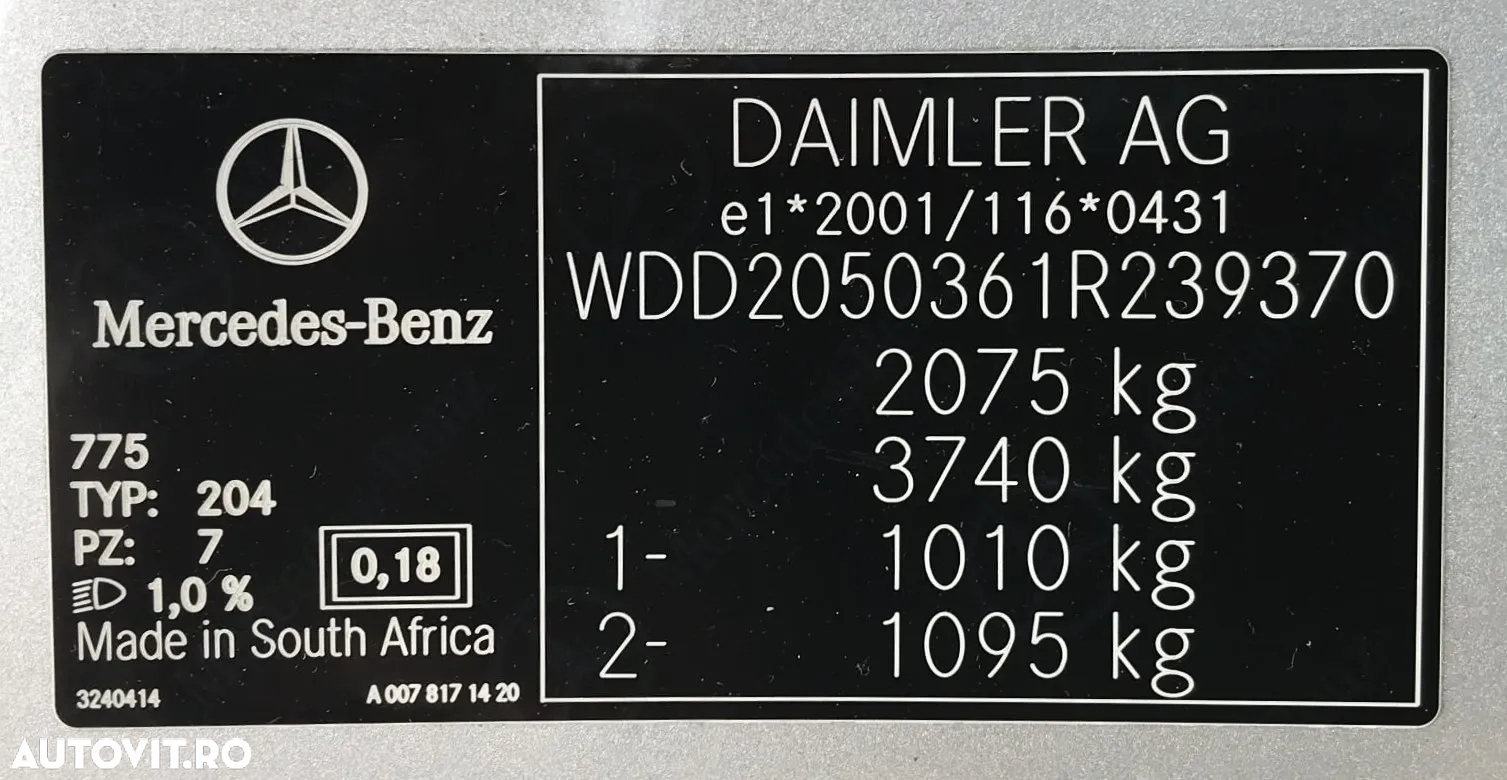 Mercedes-Benz
775
TYP: 204
PZ: 7
1,0 %
0,18
Made in South Africa
3240414
A 007 817 14 20
DAIMLER AG
e1*2001/116*0431
WDD2050361R239370
2075 kg
3740 kg
1- 1010 kg
2- 1095 kg
AUTOVIT.RO